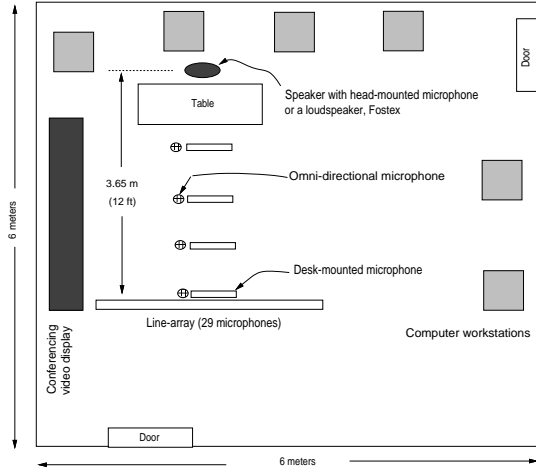 Door
Speaker with head-mounted microphone
or a loudspeaker, Fostex
Table
3.65 m
(12 ft)
Omni-directional microphone
6 meters
Desk-mounted microphone
Line-array (29 microphones)
Computer workstations
Conferencing
video display
Door
6 meters